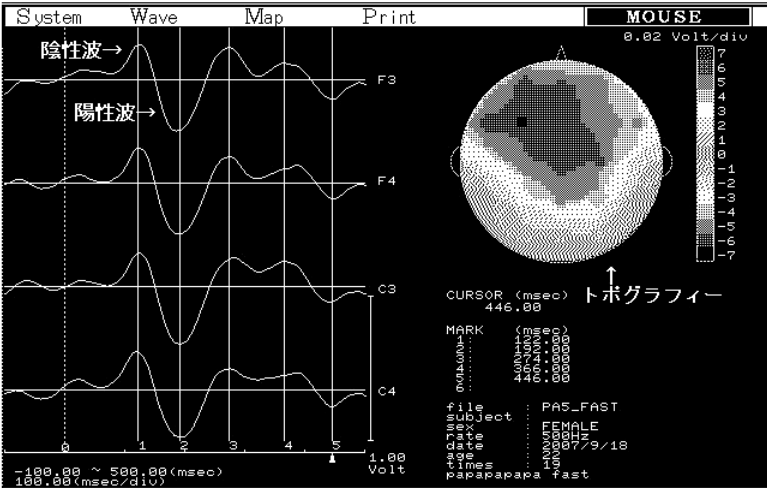 System Wave Map Print MOUSE
0.02 Volt/div
陰性波→
陽性波→
F3
F4
C3
C4
7
6
5
4
3
2
1
0
-1
-2
-3
-4
-5
-6
-7
トポグラフィー
CURSOR (msec)
446.00
MARK (msec)
1: 122.00
2: 192.00
3: 274.00
4: 366.00
5: 446.00
6:
0 1 2 3 4 5
1.00
Volt
-100.00 ~ 500.00(msec)
100.00(msec/div)
file : PA5_FAST
subject :
sex : FEMALE
rate : 500Hz
date : 2007/9/18
age : 22
times : 19
papapapapa fast